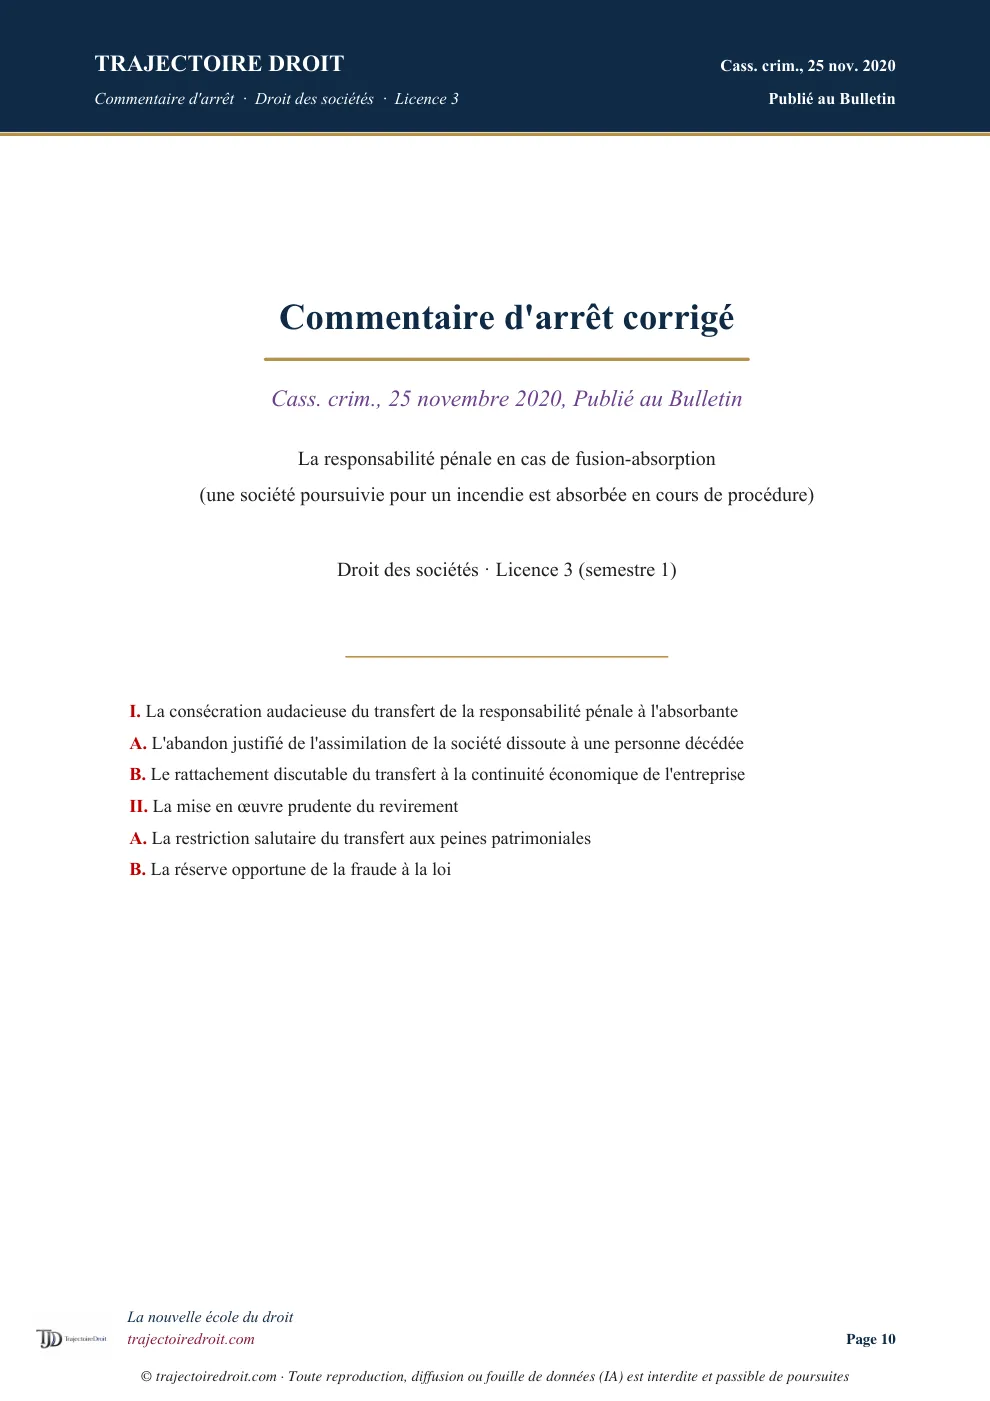 TRAJECTOIRE DROIT
Cass. crim., 25 nov. 2020
Commentaire d'arrêt · Droit des sociétés · Licence 3
Publié au Bulletin
Commentaire d'arrêt corrigé
Cass. crim., 25 novembre 2020, Publié au Bulletin
La responsabilité pénale en cas de fusion-absorption
(une société poursuivie pour un incendie est absorbée en cours de procédure)
Droit des sociétés · Licence 3 (semestre 1)
I. La consécration audacieuse du transfert de la responsabilité pénale à l'absorbante
A. L'abandon justifié de l'assimilation de la société dissoute à une personne décédée
B. Le rattachement discutable du transfert à la continuité économique de l'entreprise
II. La mise en œuvre prudente du revirement
A. La restriction salutaire du transfert aux peines patrimoniales
B. La réserve opportune de la fraude à la loi
La nouvelle école du droit
TJD TrajectoireDroit
trajectoiredroit.com
Page 10
© trajectoiredroit.com · Toute reproduction, diffusion ou fouille de données (IA) est interdite et passible de poursuites